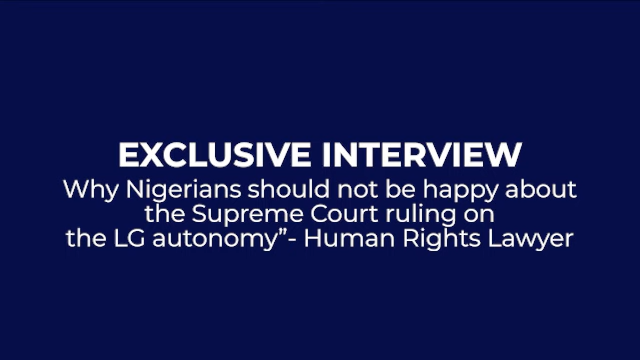 EXCLUSIVE INTERVIEW
Why Nigerians should not be happy about
the Supreme Court ruling on
the LG autonomy”- Human Rights Lawyer